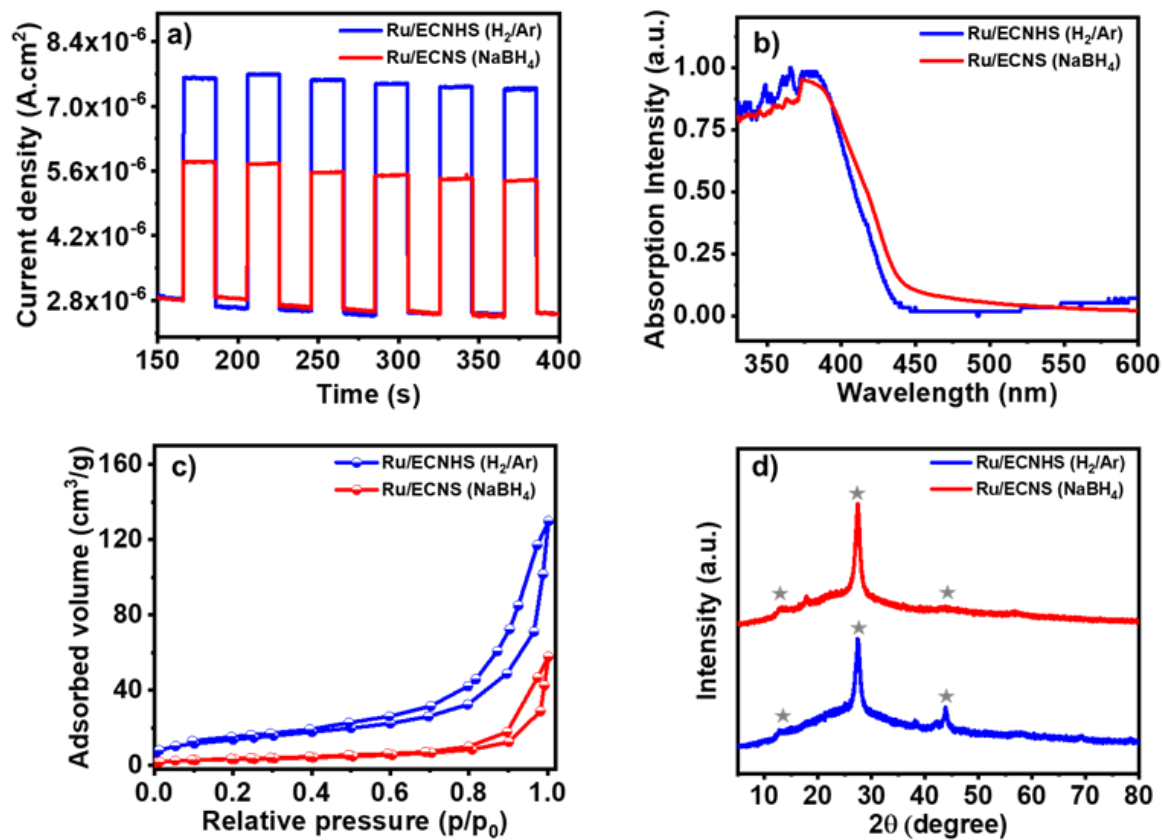 a)
Ru/ECNHS (H₂/Ar)
Ru/ECNS (NaBH₄)
8.4x10⁻⁶
7.0x10⁻⁶
5.6x10⁻⁶
4.2x10⁻⁶
2.8x10⁻⁶
Current density (A.cm²)
150 200 250 300 350 400
Time (s)
b)
Ru/ECNHS (H₂/Ar)
Ru/ECNS (NaBH₄)
1.00
0.75
0.50
0.25
0.00
Absorption Intensity (a.u.)
350 400 450 500 550 600
Wavelength (nm)
c)
Ru/ECNHS (H₂/Ar)
Ru/ECNS (NaBH₄)
160
120
80
40
0
Adsorbed volume (cm³/g)
0.0 0.2 0.4 0.6 0.8 1.0
Relative pressure (p/p₀)
d)
Ru/ECNHS (H₂/Ar)
Ru/ECNS (NaBH₄)
Intensity (a.u.)
10 20 30 40 50 60 70 80
2θ (degree)